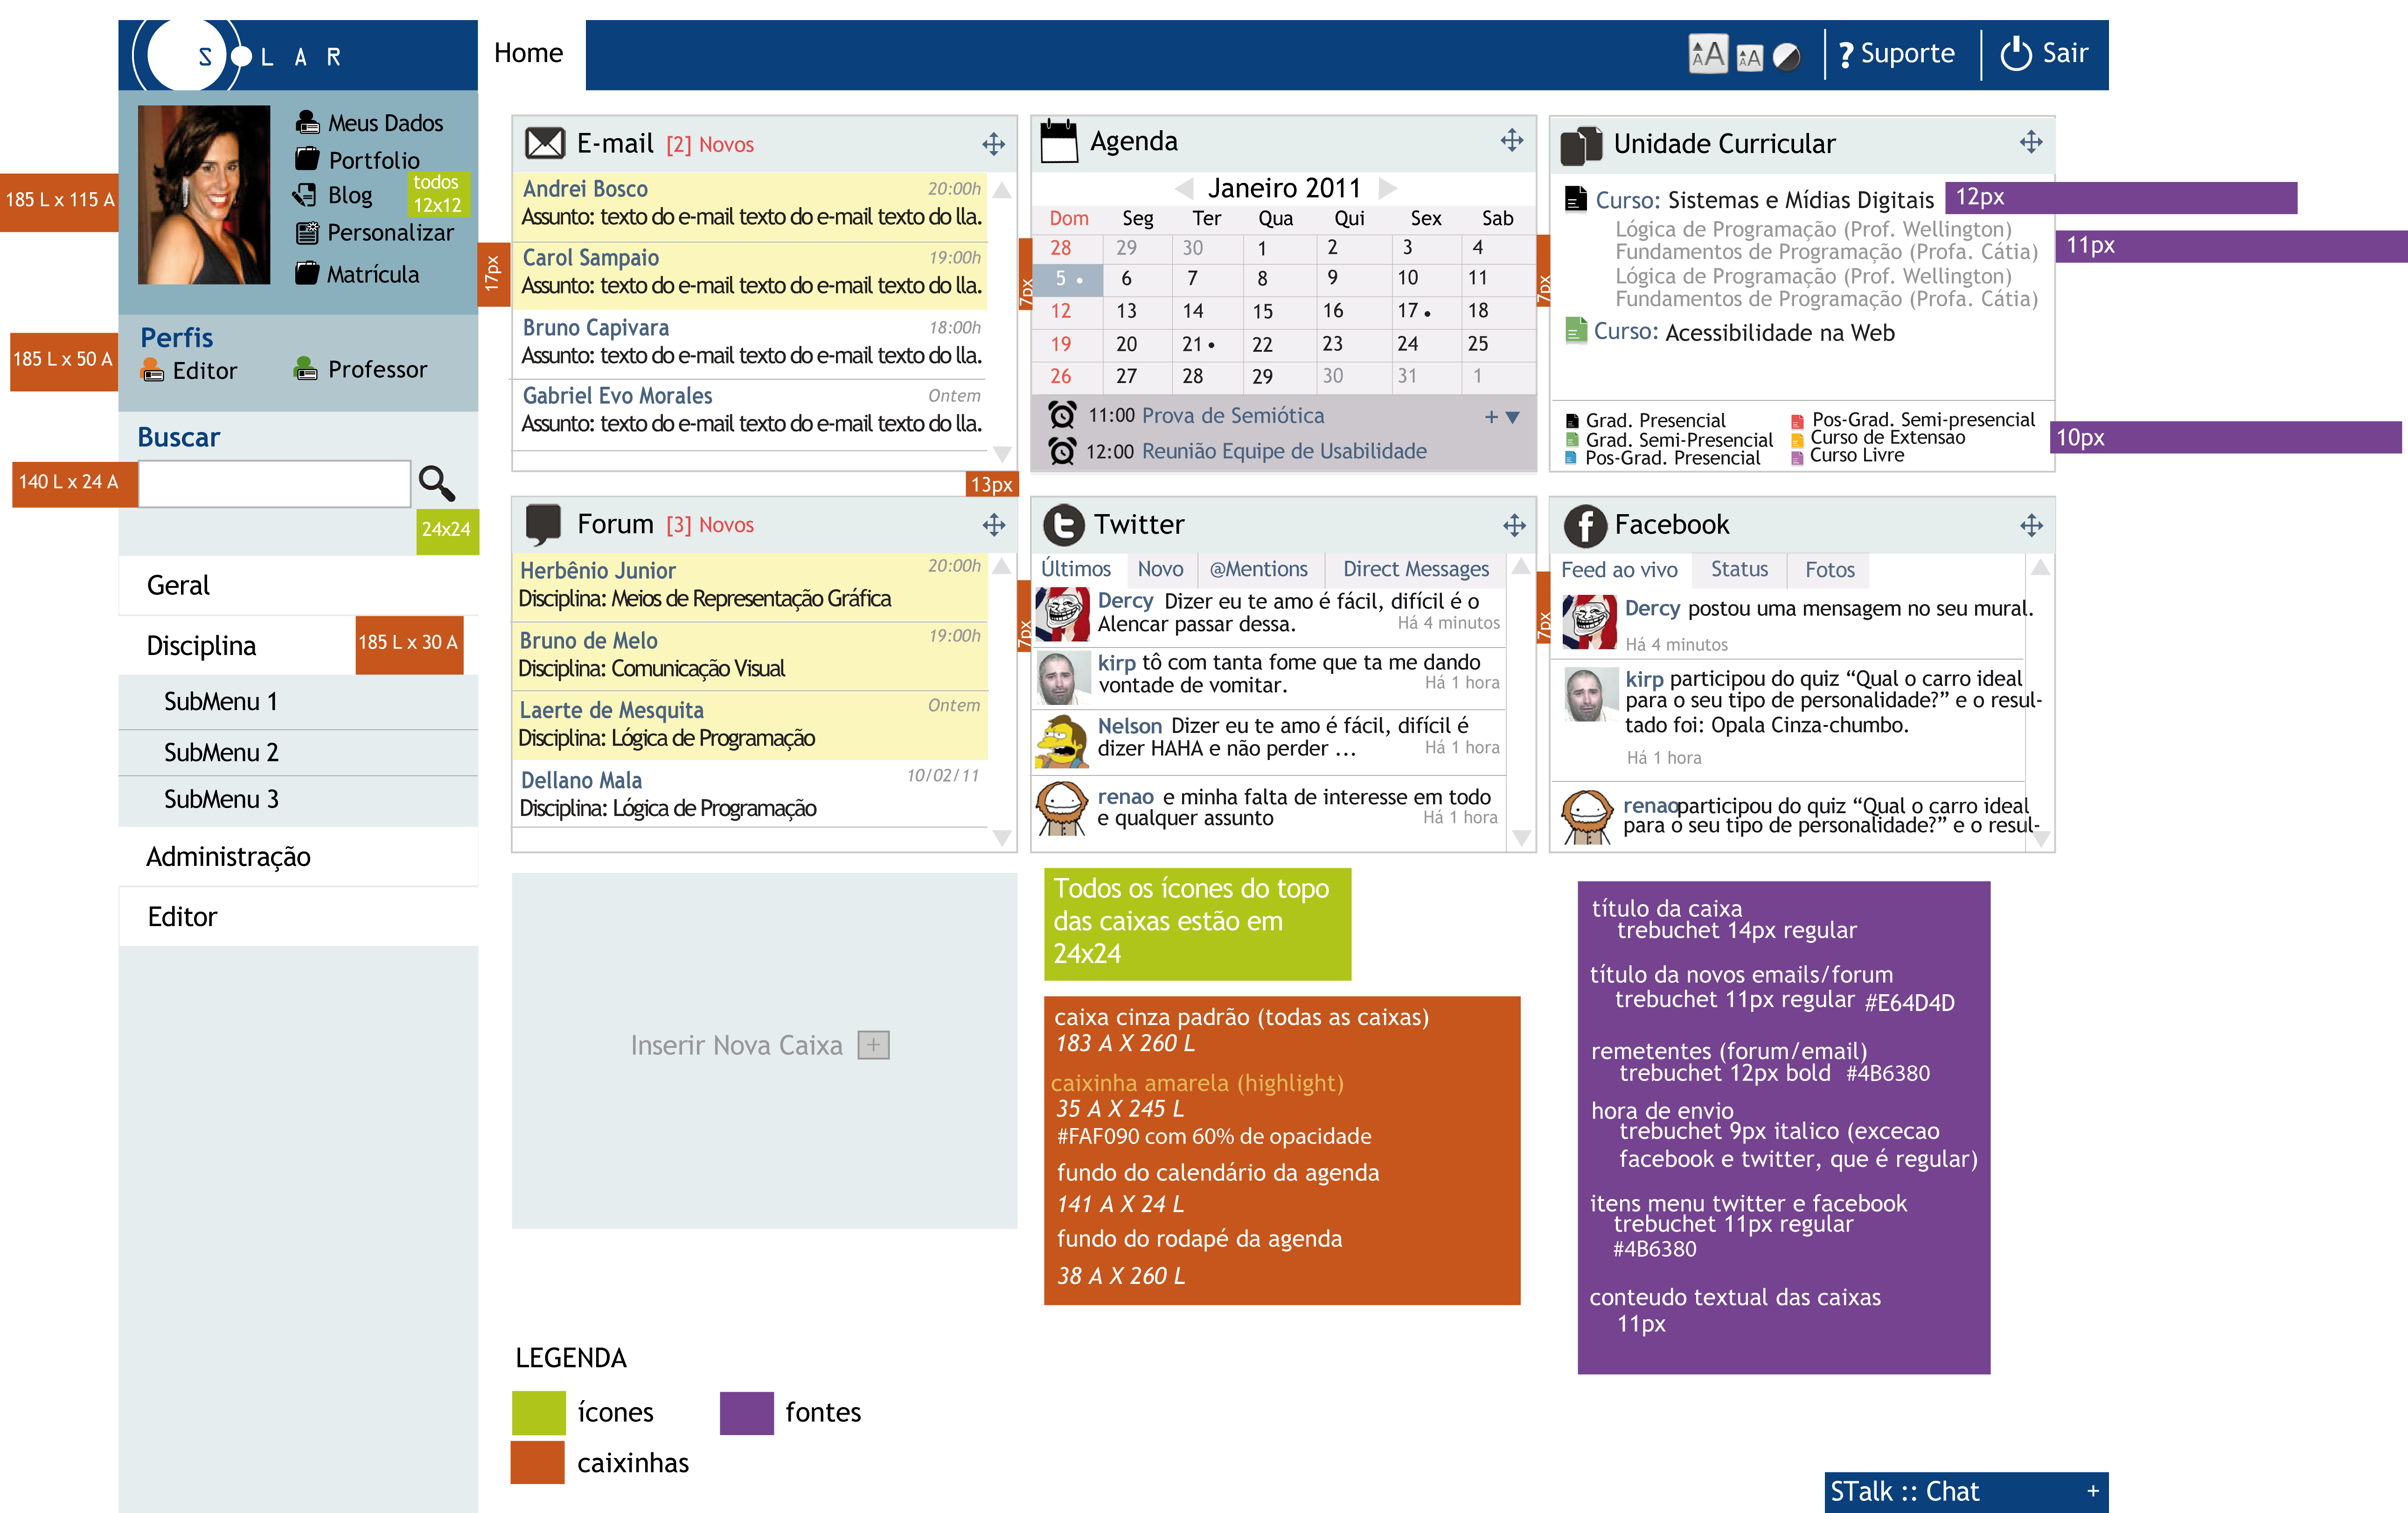 SOLAR
Home
AA
AA
? Suporte
Sair
Meus Dados
Portfolio
Blog
todos
12x12
Personalizar
Matrícula
185 L x 115 A
Perfis
Editor
Professor
185 L x 50 A
Buscar
140 L x 24 A
24x24
Geral
Disciplina
185 L x 30 A
SubMenu 1
SubMenu 2
SubMenu 3
Administração
Editor
17px
E-mail [2] Novos
Andrei Bosco 20:00h
Assunto: texto do e-mail texto do e-mail texto do lla.
Carol Sampaio 19:00h
Assunto: texto do e-mail texto do e-mail texto do lla.
Bruno Capivara 18:00h
Assunto: texto do e-mail texto do e-mail texto do lla.
Gabriel Evo Morales Ontem
Assunto: texto do e-mail texto do e-mail texto do lla.
13px
7px
Agenda
Janeiro 2011
Dom Seg Ter Qua Qui Sex Sab
28 29 30 1 2 3 4
5 • 6 7 8 9 10 11
12 13 14 15 16 17 • 18
19 20 21 • 22 23 24 25
26 27 28 29 30 31 1
11:00 Prova de Semiótica +
12:00 Reunião Equipe de Usabilidade
7px
Unidade Curricular
Curso: Sistemas e Mídias Digitais
12px
Lógica de Programação (Prof. Wellington)
Fundamentos de Programação (Profa. Cátia)
11px
Lógica de Programação (Prof. Wellington)
Fundamentos de Programação (Profa. Cátia)
Curso: Acessibilidade na Web
Grad. Presencial
Grad. Semi-Presencial
Pos-Grad. Presencial
Pos-Grad. Semi-presencial
Curso de Extensao
Curso Livre
10px
Forum [3] Novos
Herbênio Junior 20:00h
Disciplina: Meios de Representação Gráfica
Bruno de Melo 19:00h
Disciplina: Comunicação Visual
Laerte de Mesquita Ontem
Disciplina: Lógica de Programação
Dellano Mala 10/02/11
Disciplina: Lógica de Programação
7px
Twitter
Últimos Novo @Mentions Direct Messages
Dercy Dizer eu te amo é fácil, difícil é o
Alencar passar dessa. Há 4 minutos
kirp tô com tanta fome que ta me dando
vontade de vomitar. Há 1 hora
Nelson Dizer eu te amo é fácil, difícil é
dizer HAHA e não perder ... Há 1 hora
renao e minha falta de interesse em todo
e qualquer assunto Há 1 hora
7px
Facebook
Feed ao vivo Status Fotos
Dercy postou uma mensagem no seu mural.
Há 4 minutos
kirp participou do quiz “Qual o carro ideal
para o seu tipo de personalidade?” e o resul-
tado foi: Opala Cinza-chumbo.
Há 1 hora
renao participou do quiz “Qual o carro ideal
para o seu tipo de personalidade?” e o resul-
Inserir Nova Caixa +
Todos os ícones do topo
das caixas estão em
24x24
caixa cinza padrão (todas as caixas)
183 A X 260 L
caixinha amarela (highlight)
35 A X 245 L
#FAF090 com 60% de opacidade
fundo do calendário da agenda
141 A X 24 L
fundo do rodapé da agenda
38 A X 260 L
título da caixa
trebuchet 14px regular
título da novos emails/forum
trebuchet 11px regular #E64D4D
remetentes (forum/email)
trebuchet 12px bold #4B6380
hora de envio
trebuchet 9px italico (excecao
facebook e twitter, que é regular)
itens menu twitter e facebook
trebuchet 11px regular
#4B6380
conteudo textual das caixas
11px
LEGENDA
ícones
fontes
caixinhas
STalk :: Chat +